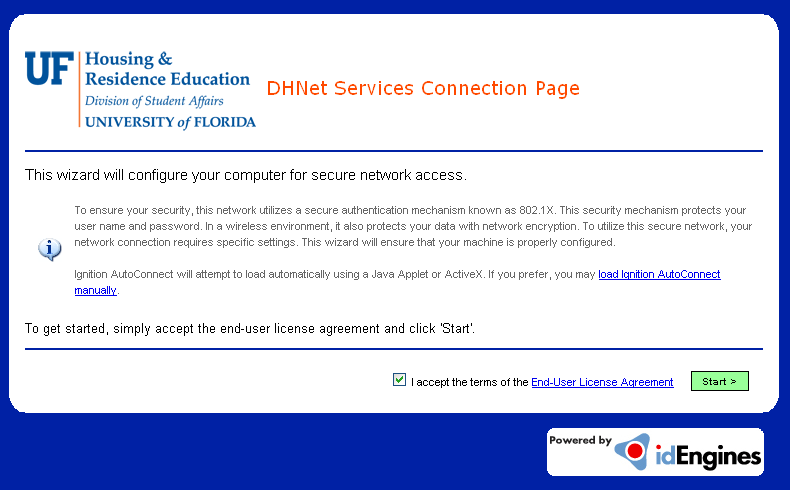 UF Housing &
Residence Education
Division of Student Affairs
UNIVERSITY of FLORIDA
DHNet Services Connection Page
This wizard will configure your computer for secure network access.
To ensure your security, this network utilizes a secure authentication mechanism known as 802.1X. This security mechanism protects your
user name and password. In a wireless environment, it also protects your data with network encryption. To utilize this secure network, your
network connection requires specific settings. This wizard will ensure that your machine is properly configured.
Ignition AutoConnect will attempt to load automatically using a Java Applet or ActiveX. If you prefer, you may load Ignition AutoConnect
manually.
To get started, simply accept the end-user license agreement and click 'Start'.
I accept the terms of the End-User License Agreement
Start >
Powered by
idEngines